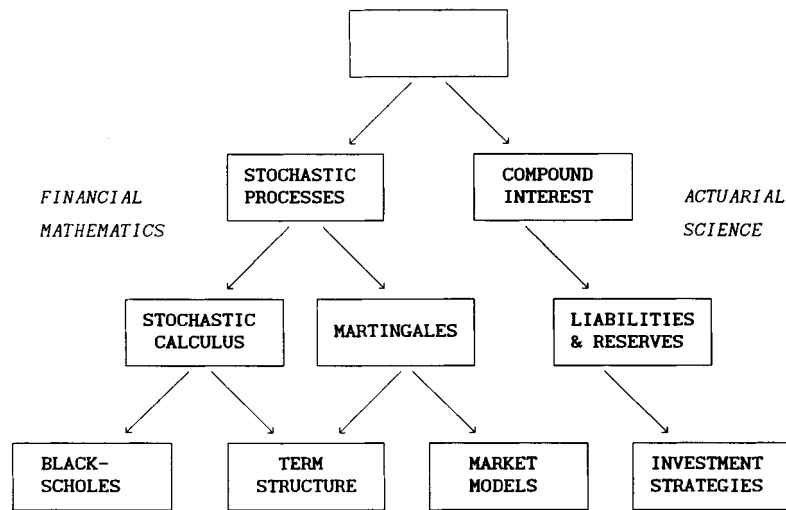 STOCHASTIC
PROCESSES
COMPOUND
INTEREST
FINANCIAL
MATHEMATICS
ACTUARIAL
SCIENCE
STOCHASTIC
CALCULUS
MARTINGALES
LIABILITIES
& RESERVES
BLACK-
SCHOLES
TERM
STRUCTURE
MARKET
MODELS
INVESTMENT
STRATEGIES